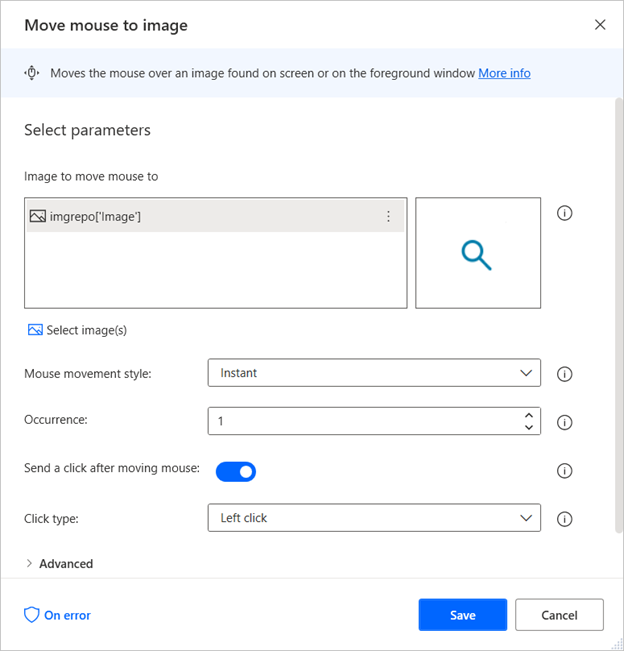 Move mouse to image
Moves the mouse over an image found on screen or on the foreground window More info
Select parameters
Image to move mouse to
imgrepo['Image']
Select image(s)
Mouse movement style: Instant
Occurrence: 1
Send a click after moving mouse:
Click type: Left click
Advanced
On error Save Cancel